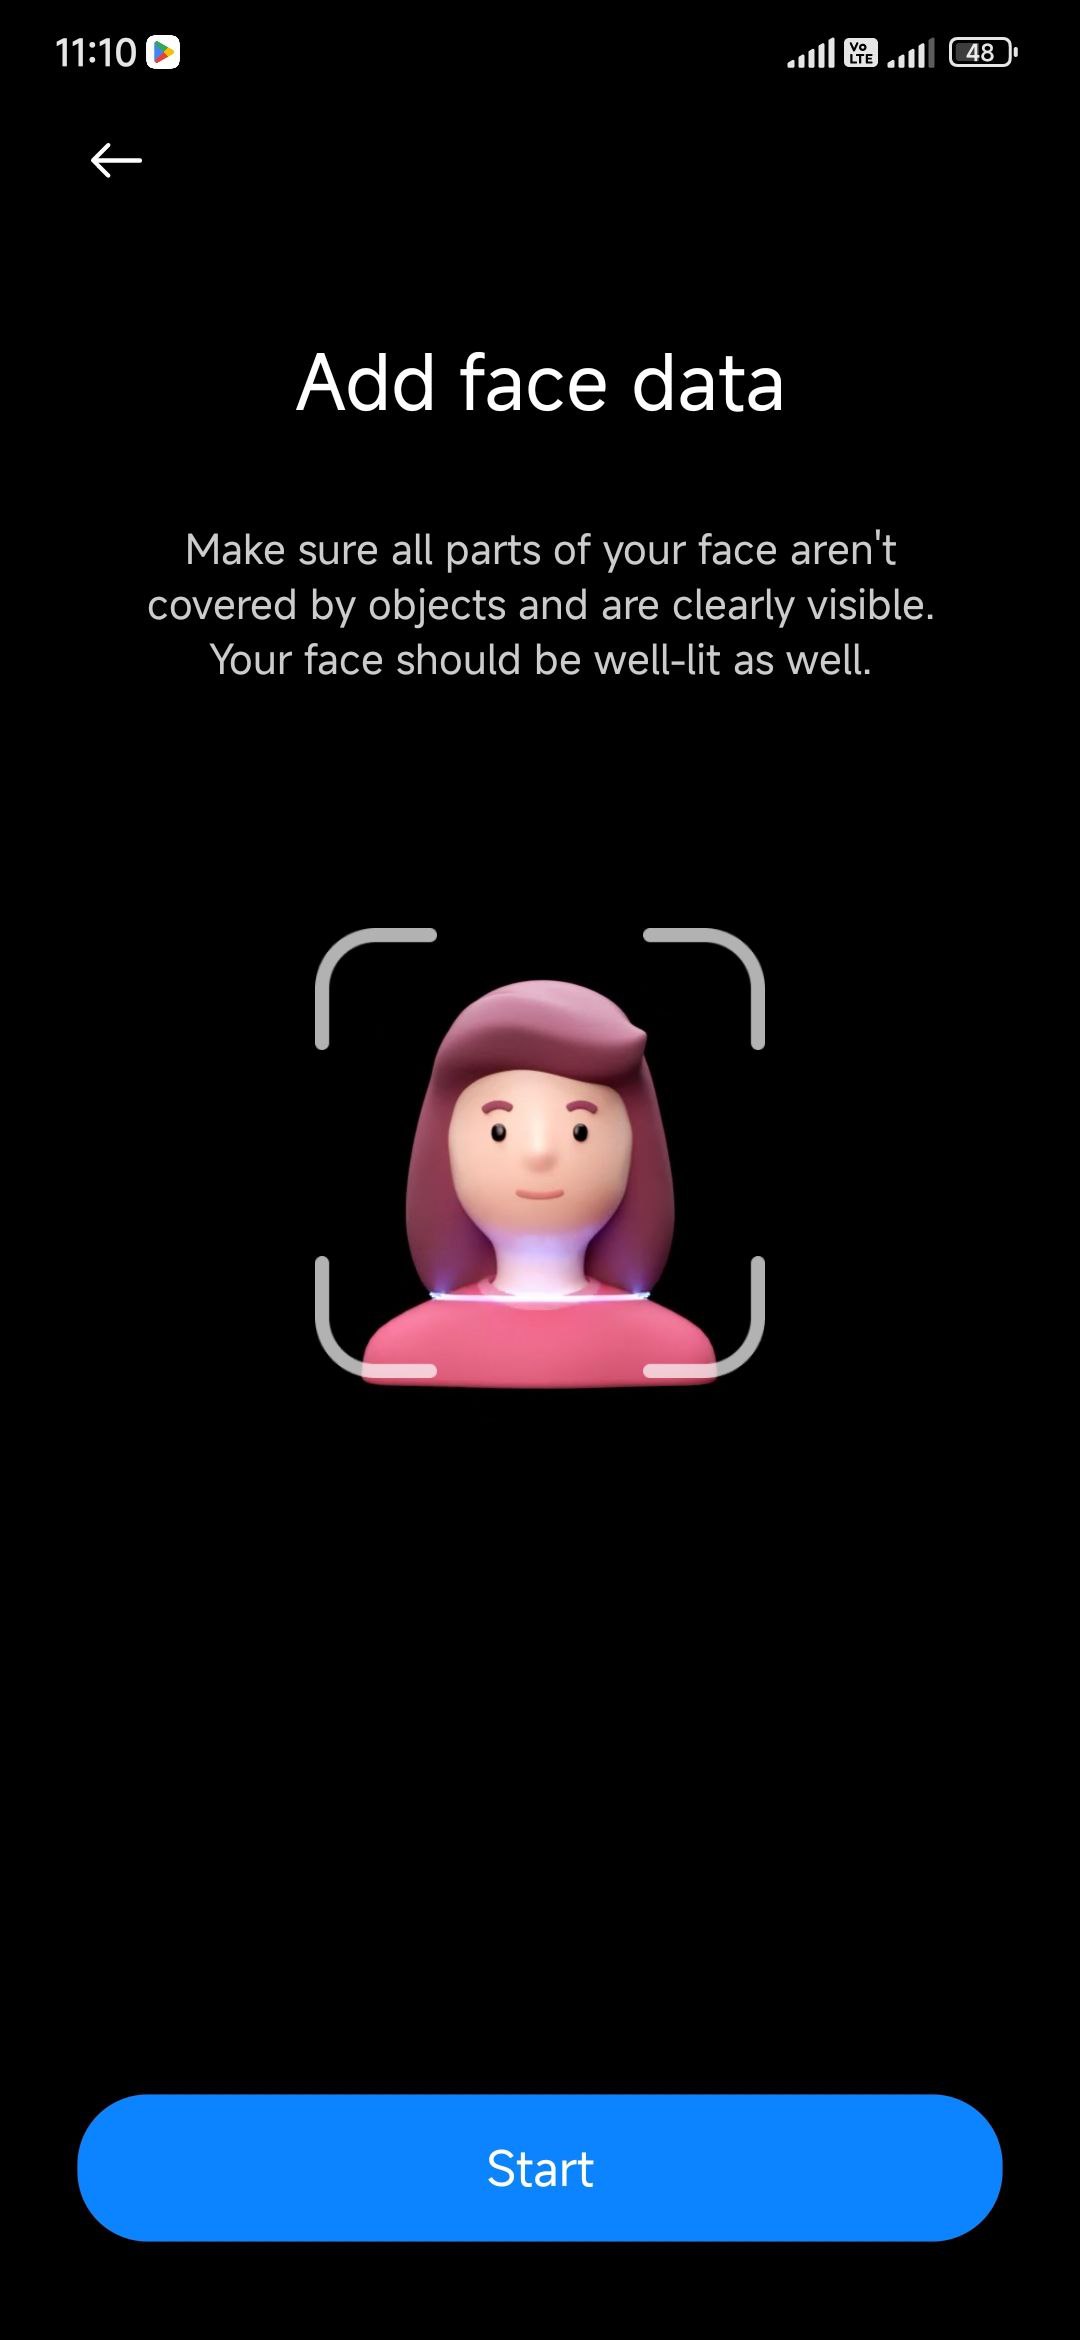 11:10
Vo
LTE
48
Add face data
Make sure all parts of your face aren't
covered by objects and are clearly visible.
Your face should be well-lit as well.
Start